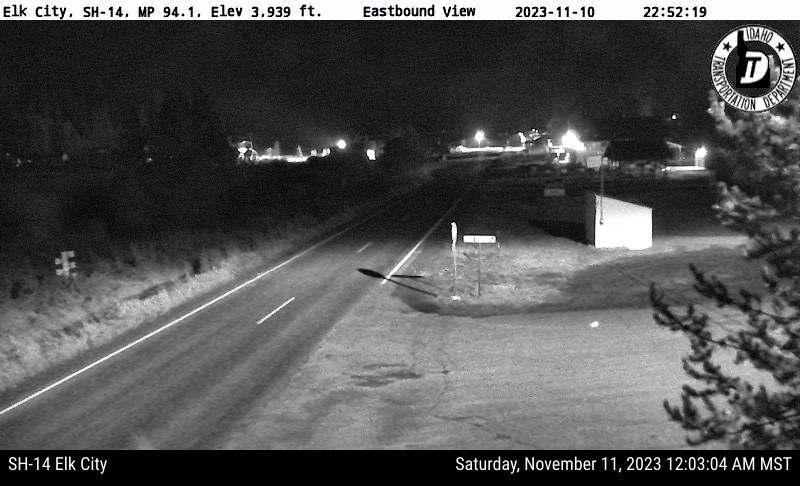 Elk City, SH-14, MP 94.1, Elev 3,939 ft. Eastbound View 2023-11-10 22:52:19
IDAHO
TRANSPORTATION DEPARTMENT
SH-14 Elk City Saturday, November 11, 2023 12:03:04 AM MST